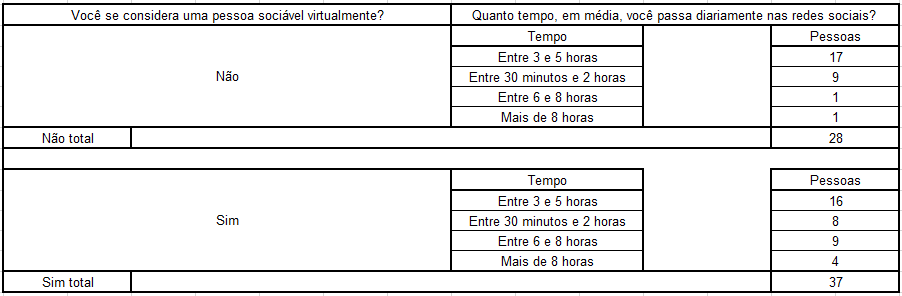 Você se considera uma pessoa sociável virtualmente? Quanto tempo, em média, você passa diariamente nas redes sociais?
Tempo Pessoas
Entre 3 e 5 horas 17
Não Entre 30 minutos e 2 horas 9
Entre 6 e 8 horas 1
Mais de 8 horas 1
Não total 28
Tempo Pessoas
Entre 3 e 5 horas 16
Sim Entre 30 minutos e 2 horas 8
Entre 6 e 8 horas 9
Mais de 8 horas 4
Sim total 37